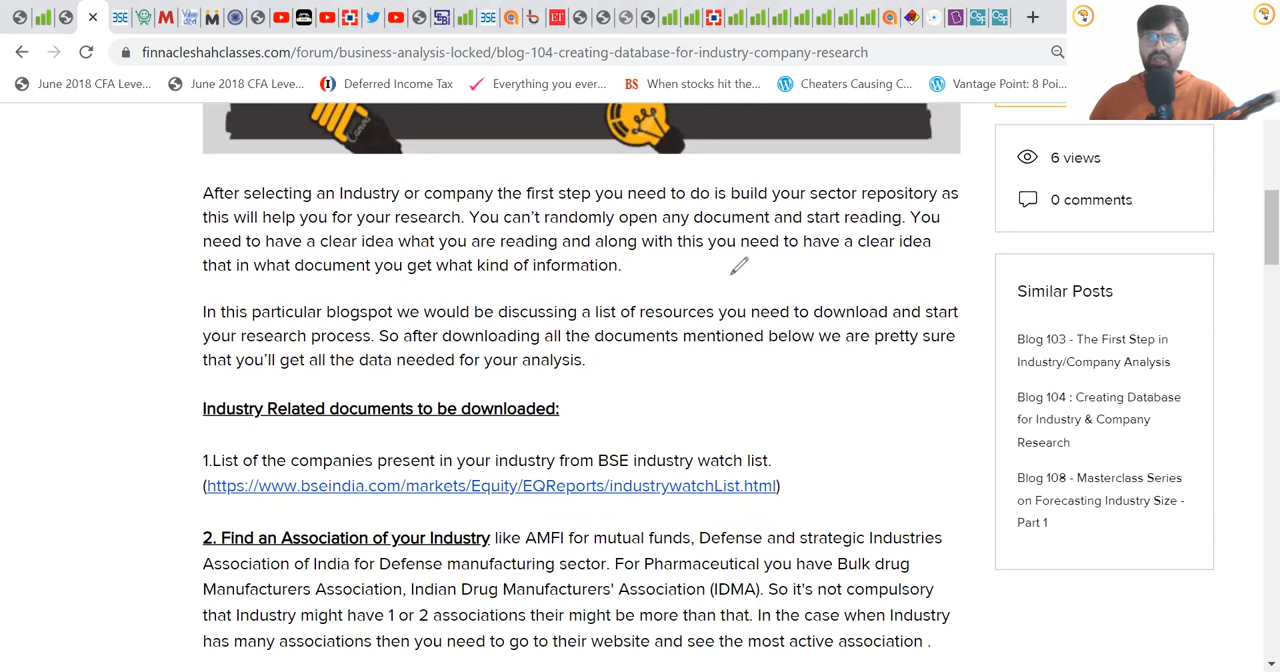 finnacleshahclasses.com/forum/business-analysis-locked/blog-104-creating-database-for-industry-company-research
June 2018 CFA Leve...
June 2018 CFA Leve...
Deferred Income Tax
Everything you ever...
BS When stocks hit the...
Cheaters Causing C...
Vantage Point: 8 Poi...
6 views
0 comments
After selecting an Industry or company the first step you need to do is build your sector repository as
this will help you for your research. You can't randomly open any document and start reading. You
need to have a clear idea what you are reading and along with this you need to have a clear idea
that in what document you get what kind of information.
In this particular blogspot we would be discussing a list of resources you need to download and start
your research process. So after downloading all the documents mentioned below we are pretty sure
that you'll get all the data needed for your analysis.
Industry Related documents to be downloaded:
1.List of the companies present in your industry from BSE industry watch list.
(https://www.bseindia.com/markets/Equity/EQReports/industrywatchList.html)
2. Find an Association of your Industry like AMFI for mutual funds, Defense and strategic Industries
Association of India for Defense manufacturing sector. For Pharmaceutical you have Bulk drug
Manufacturers Association, Indian Drug Manufacturers' Association (IDMA). So it's not compulsory
that Industry might have 1 or 2 associations their might be more than that. In the case when Industry
has many associations then you need to go to their website and see the most active association .
Similar Posts
Blog 103 - The First Step in
Industry/Company Analysis
Blog 104 : Creating Database
for Industry & Company
Research
Blog 108 - Masterclass Series
on Forecasting Industry Size -
Part 1